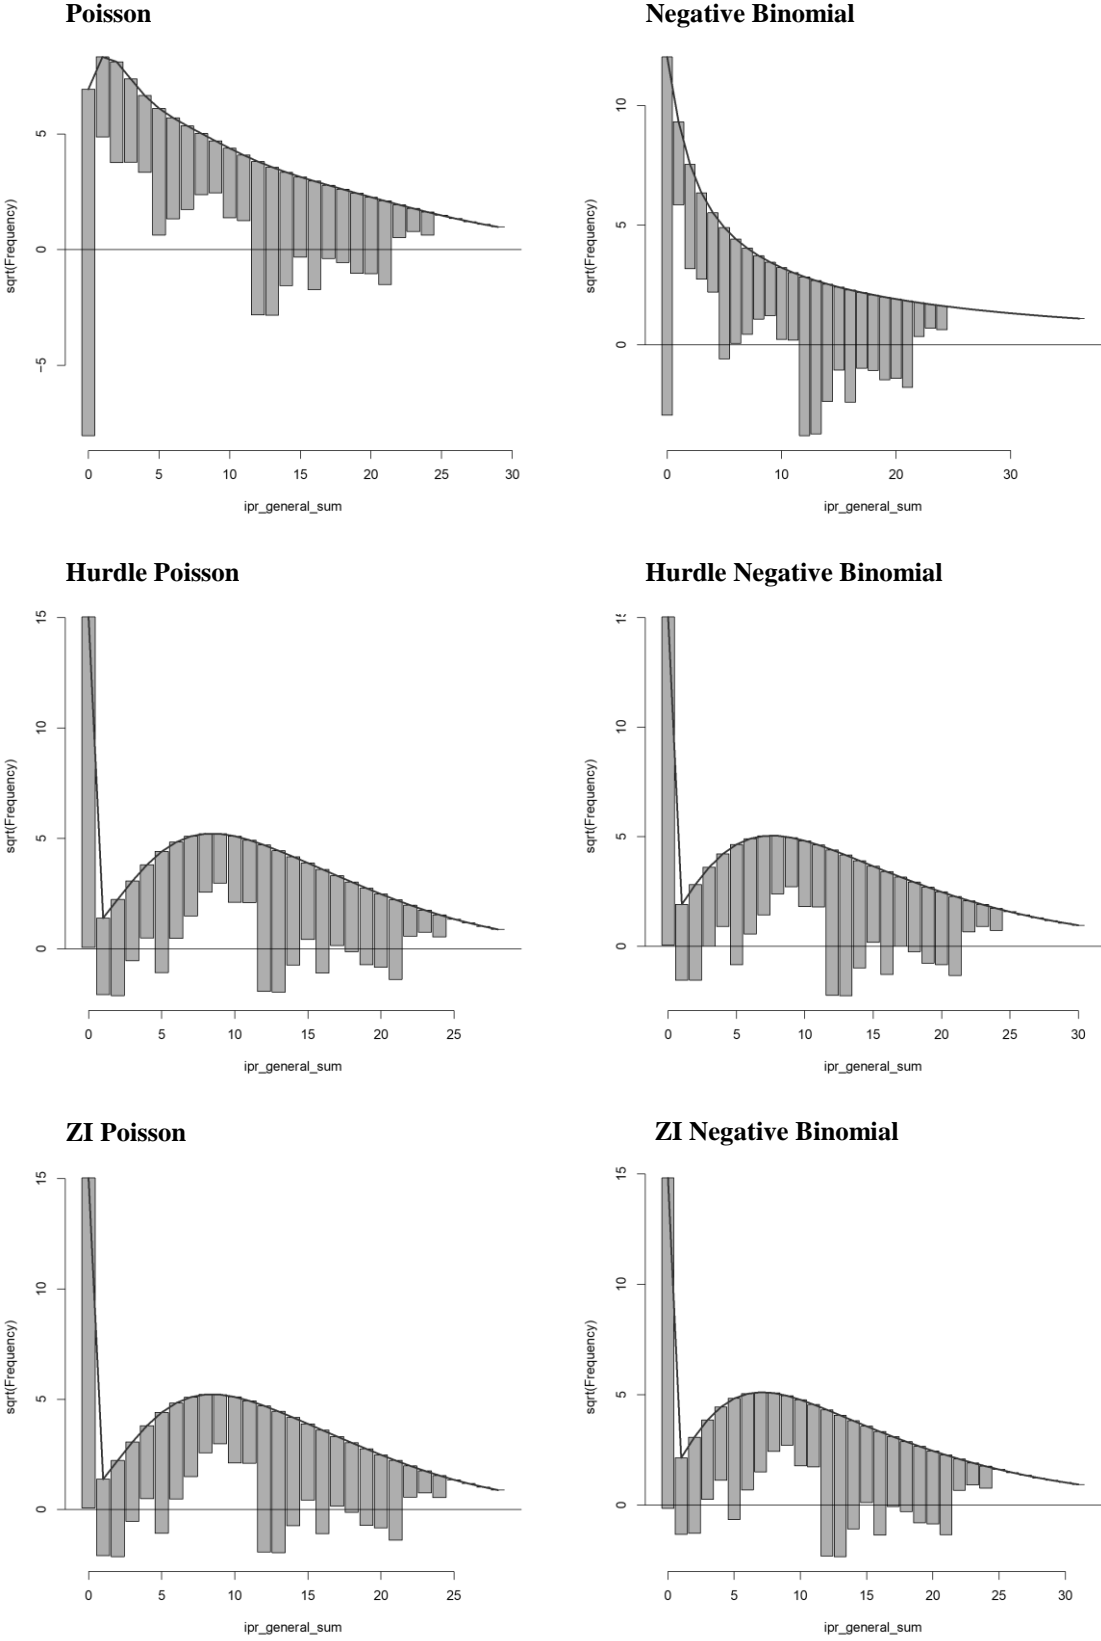 Poisson
Negative Binomial
sqrt(Frequency)
5
0
−5
0 5 10 15 20 25 30
ipr_general_sum
sqrt(Frequency)
10
5
0
0 10 20 30
ipr_general_sum
Hurdle Poisson
Hurdle Negative Binomial
sqrt(Frequency)
15
10
5
0
0 5 10 15 20 25
ipr_general_sum
sqrt(Frequency)
10
5
0
0 5 10 15 20 25 30
ipr_general_sum
ZI Poisson
ZI Negative Binomial
sqrt(Frequency)
15
10
5
0
0 5 10 15 20 25
ipr_general_sum
sqrt(Frequency)
15
10
5
0
0 5 10 15 20 25 30
ipr_general_sum